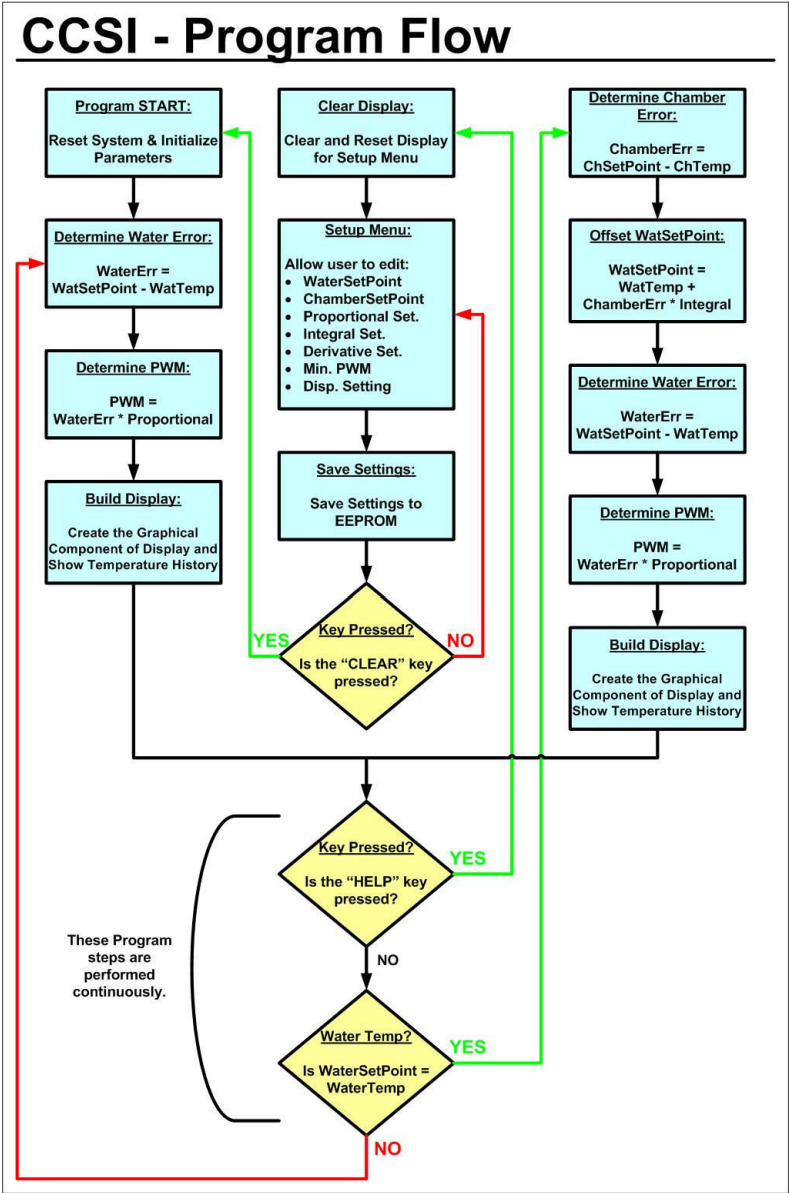 CCSI - Program Flow
Program START:
Reset System & Initialize
Parameters
Determine Water Error:
WaterErr =
WatSetPoint - WatTemp
Determine PWM:
PWM =
WaterErr * Proportional
Build Display:
Create the Graphical
Component of Display and
Show Temperature History
Clear Display:
Clear and Reset Display
for Setup Menu
Setup Menu:
Allow user to edit:
• WaterSetPoint
• ChamberSetPoint
• Proportional Set.
• Integral Set.
• Derivative Set.
• Min. PWM
• Disp. Setting
Save Settings:
Save Settings to
EEPROM
YES
Key Pressed?
NO
Is the “CLEAR” key
pressed?
Determine Chamber
Error:
ChamberErr =
ChSetPoint - ChTemp
Offset WatSetPoint:
WatSetPoint =
WatTemp +
ChamberErr * Integral
Determine Water Error:
WaterErr =
WatSetPoint - WatTemp
Determine PWM:
PWM =
WaterErr * Proportional
Build Display:
Create the Graphical
Component of Display and
Show Temperature History
Key Pressed?
YES
Is the “HELP” key
pressed?
NO
These Program
steps are
performed
continuously.
Water Temp?
YES
Is WaterSetPoint =
WaterTemp
NO